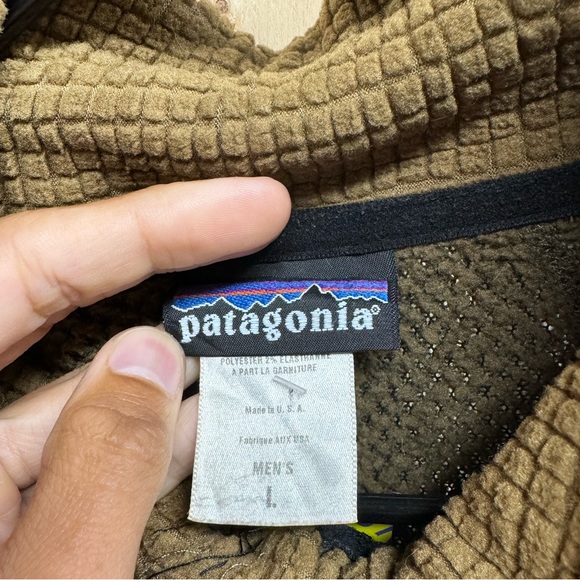 patagonia®
POLYESTER 2% ELASTHANNE
A PART LA GARNITURE
Made in U.S.A.
Fabriqué AUX USA
MEN'S
L